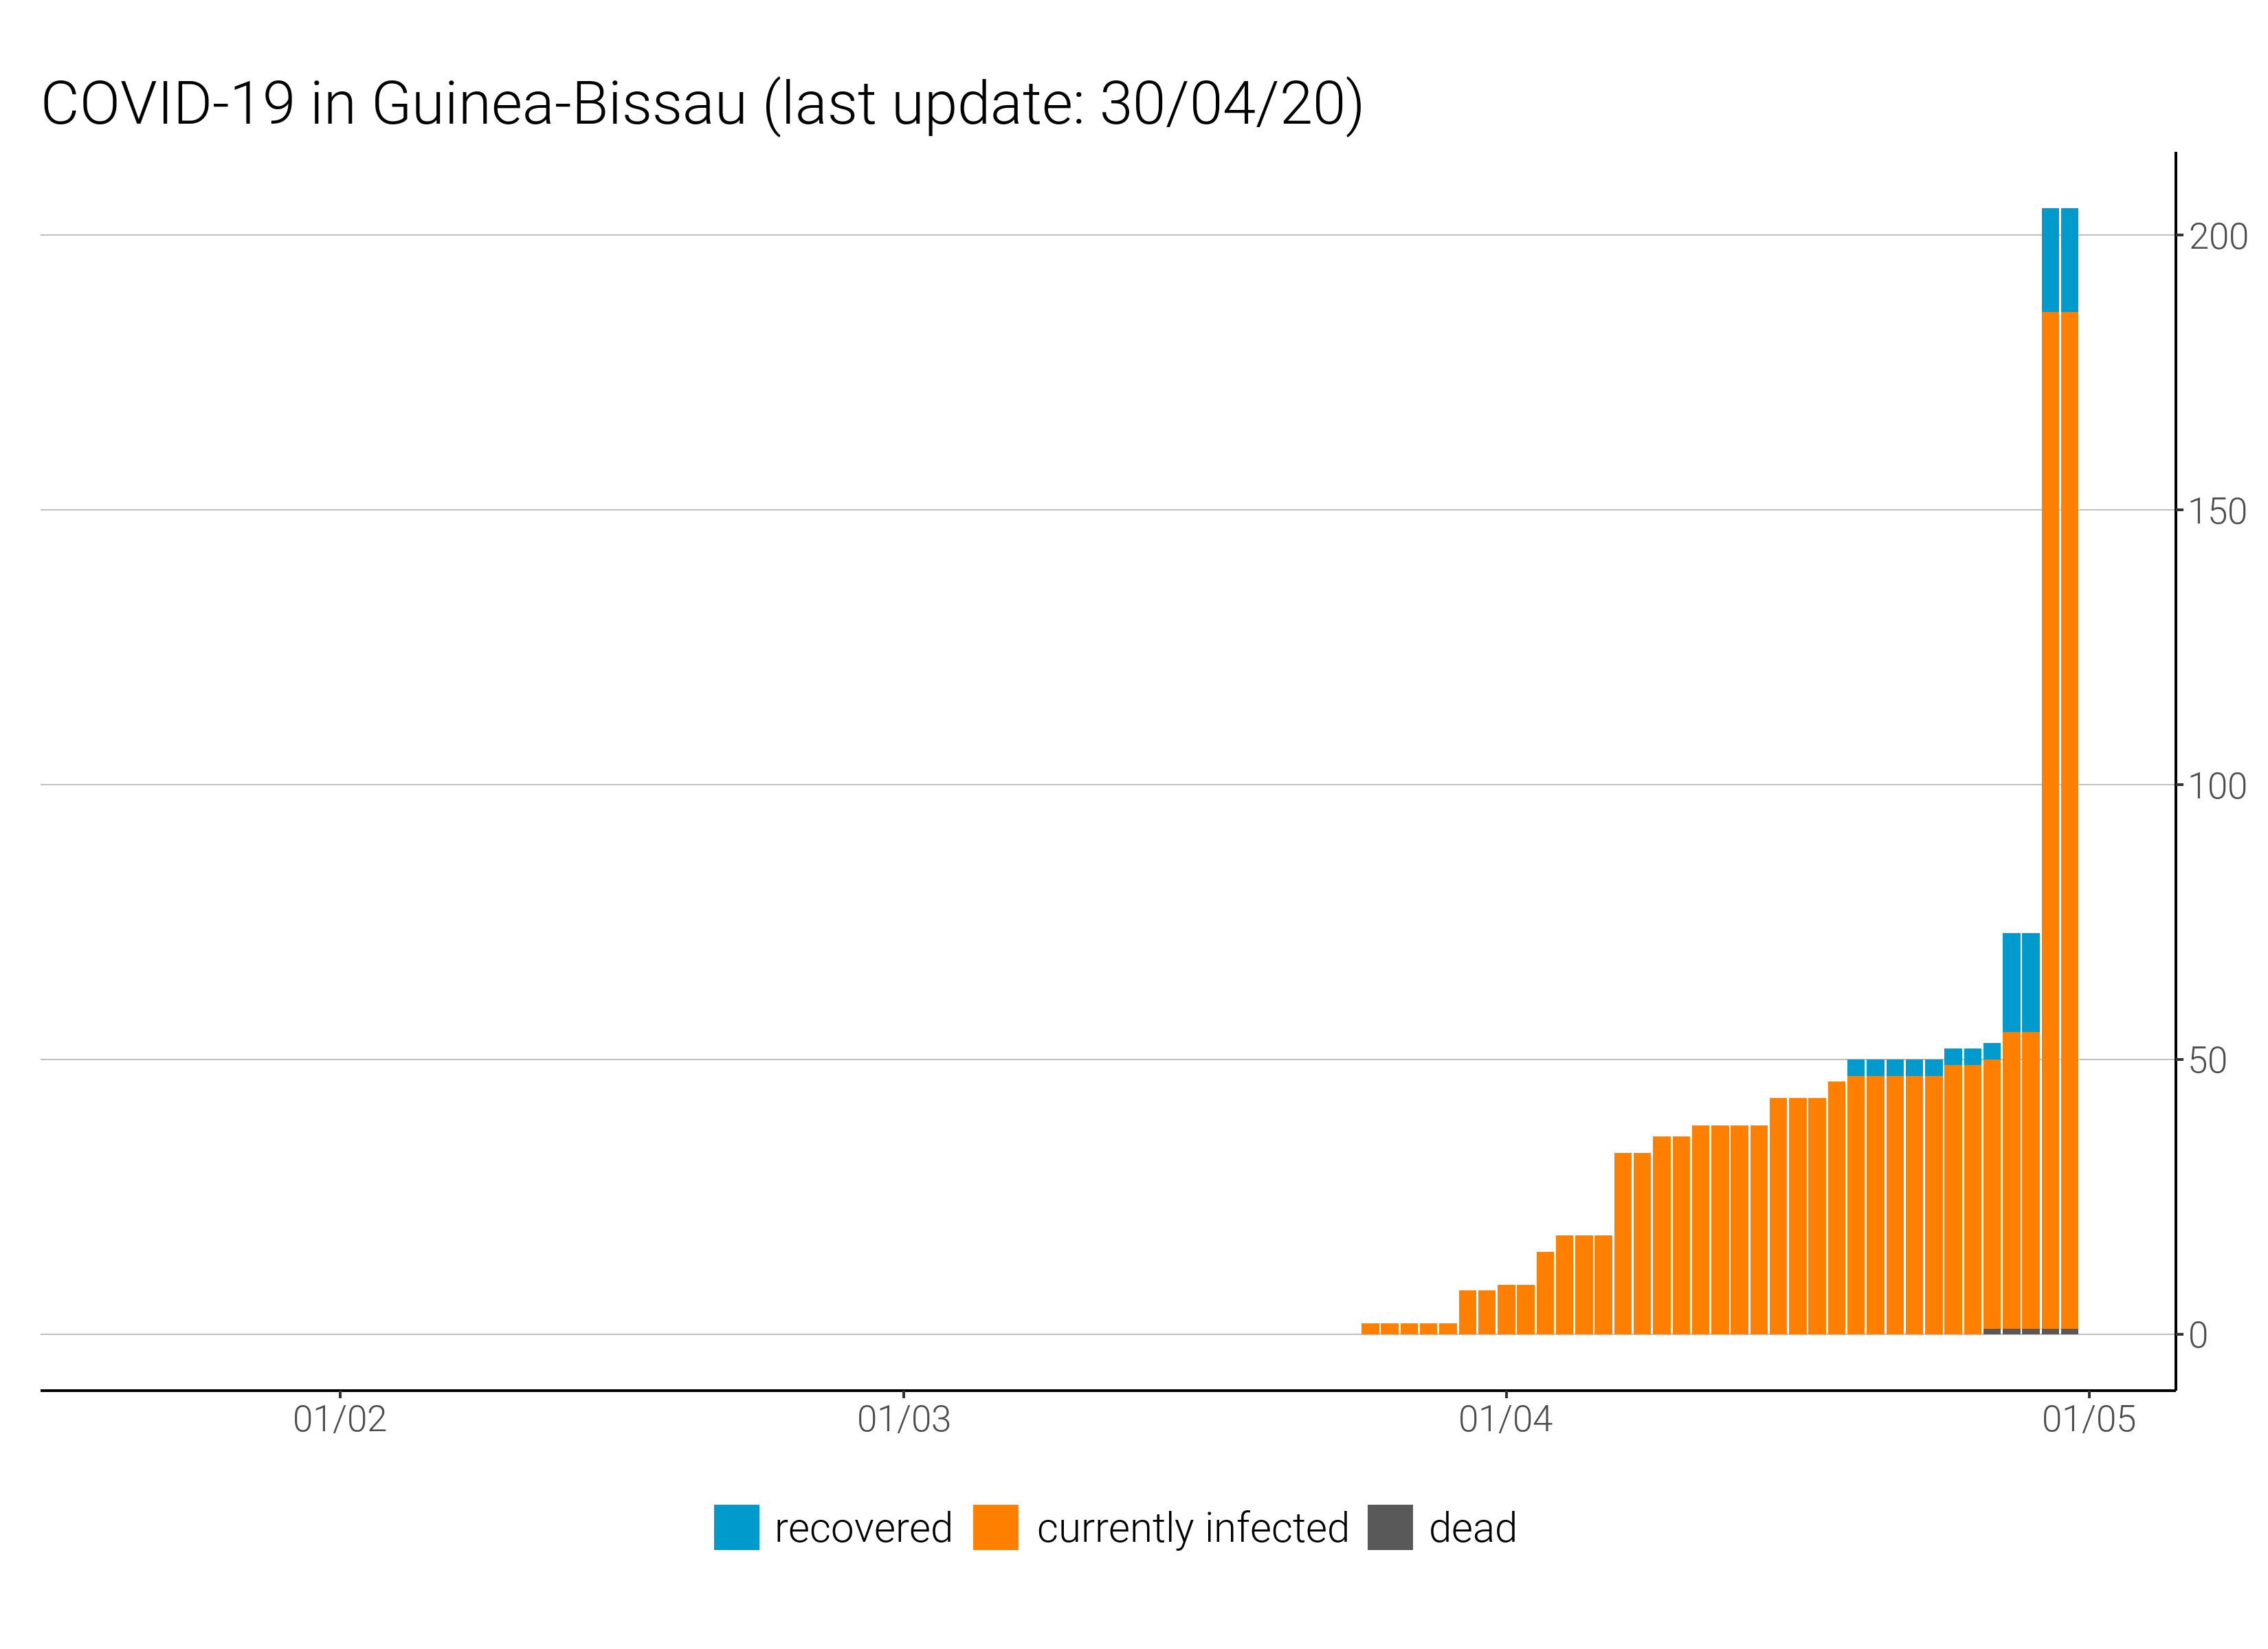 COVID-19 in Guinea-Bissau (last update: 30/04/20)
200
150
100
50
0
01/02 01/03 01/04 01/05
recovered currently infected dead